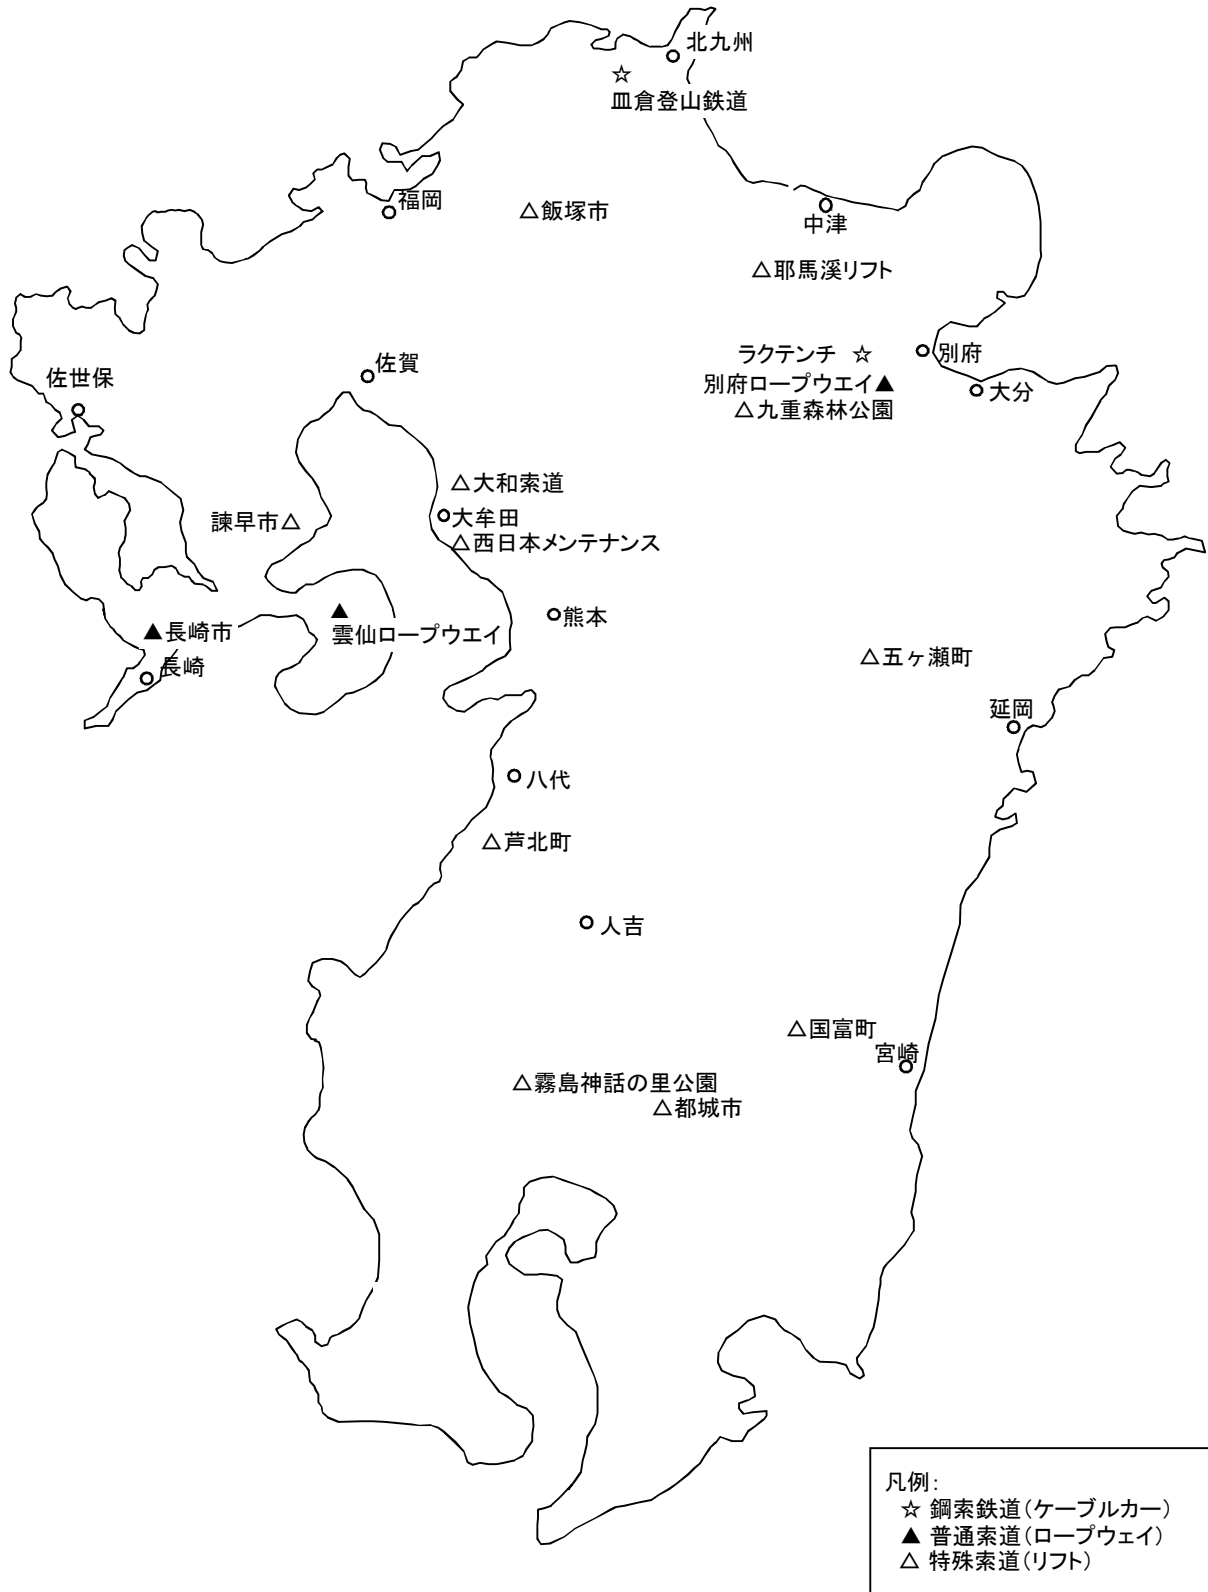 北九州
☆
皿倉登山鉄道
福岡
△飯塚市
中津
△耶馬溪リフト
ラクテンチ ☆
別府
佐賀
佐世保
別府ロープウエイ▲
大分
△九重森林公園
△大和索道
諫早市△
大牟田
△西日本メンテナンス
▲
雲仙ロープウエイ
熊本
▲長崎市
長崎
△五ヶ瀬町
延岡
八代
△芦北町
人吉
△国富町
宮崎
△霧島神話の里公園
△都城市
凡例:
☆ 鋼索鉄道(ケーブルカー)
▲ 普通索道(ロープウェイ)
△ 特殊索道(リフト)